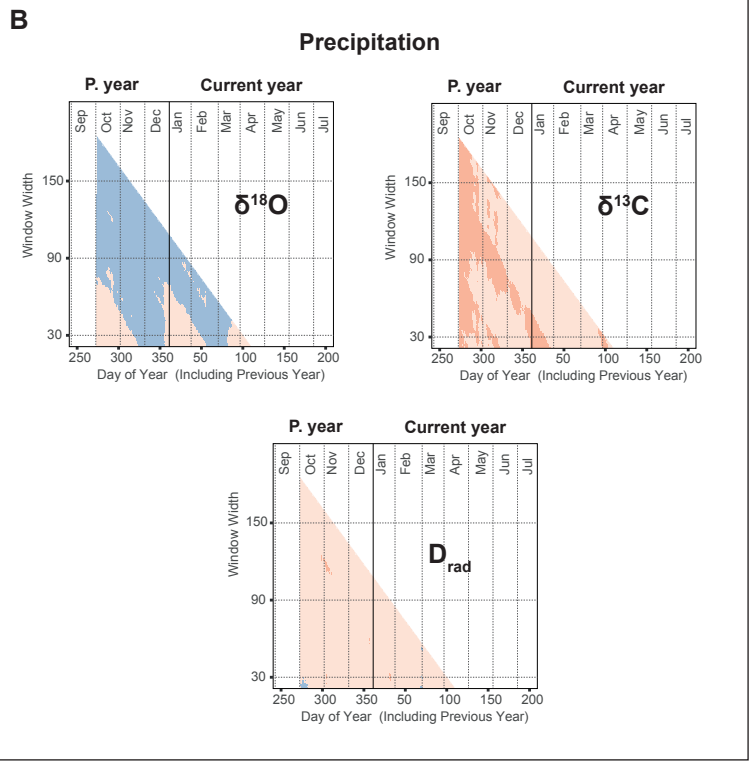 B
Precipitation
P. year Current year
Sep Oct Nov Dec Jan Feb Mar Apr May Jun Jul
Window Width
150
90
30
δ18O
250 300 350 50 100 150 200
Day of Year (Including Previous Year)
P. year Current year
Sep Oct Nov Dec Jan Feb Mar Apr May Jun Jul
Window Width
150
90
30
δ13C
250 300 350 50 100 150 200
Day of Year (Including Previous Year)
P. year Current year
Sep Oct Nov Dec Jan Feb Mar Apr May Jun Jul
Window Width
150
90
30
Drad
250 300 350 50 100 150 200
Day of Year (Including Previous Year)